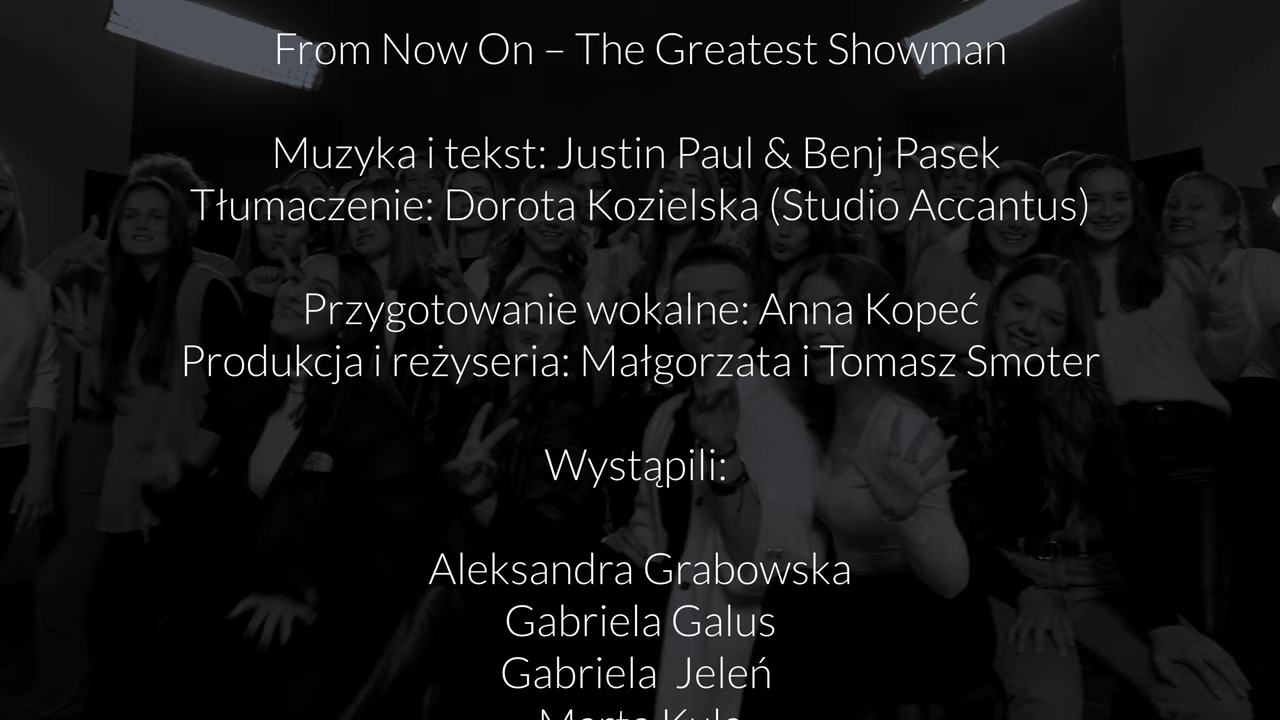 From Now On – The Greatest Showman
Muzyka i tekst: Justin Paul & Benj Pasek
Tłumaczenie: Dorota Kozielska (Studio Accantus)
Przygotowanie wokalne: Anna Kopeć
Produkcja i reżyseria: Małgorzata i Tomasz Smoter
Wystąpili:
Aleksandra Grabowska
Gabriela Galus
Gabriela Jeleń